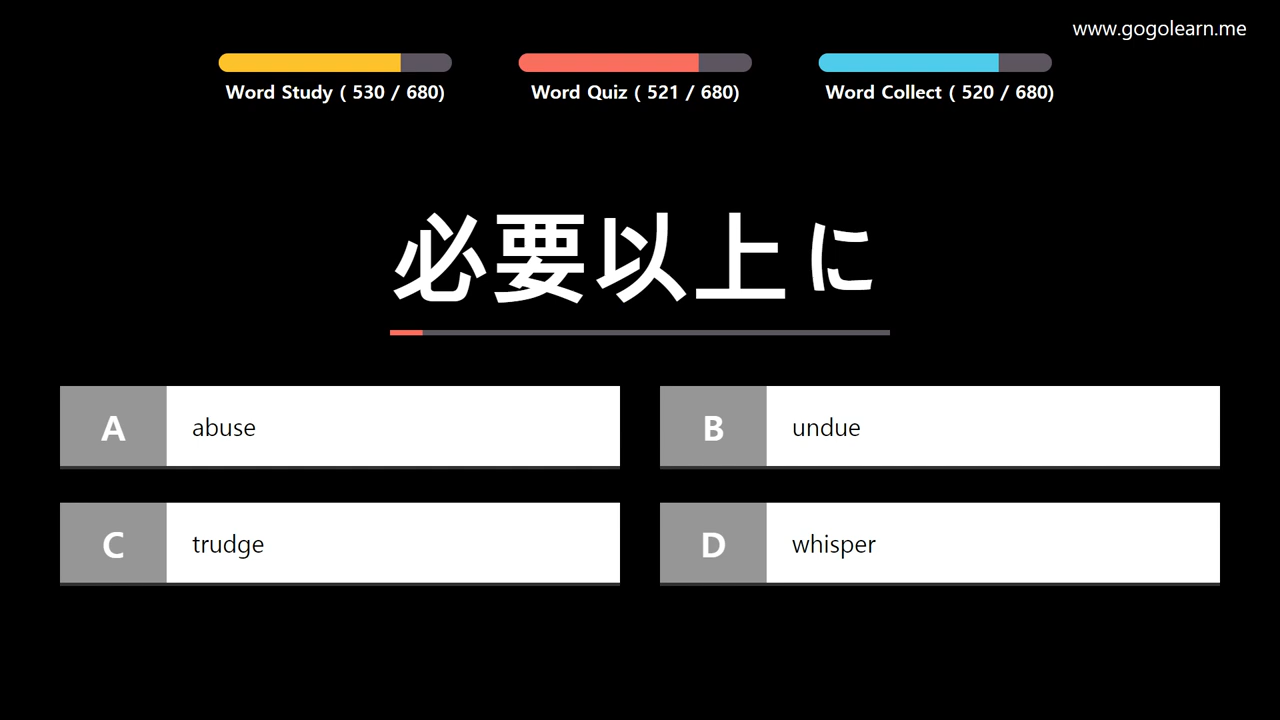 www.gogolearn.me
Word Study ( 530 / 680)
Word Quiz ( 521 / 680)
Word Collect ( 520 / 680)
必要以上に
A abuse
B undue
C trudge
D whisper